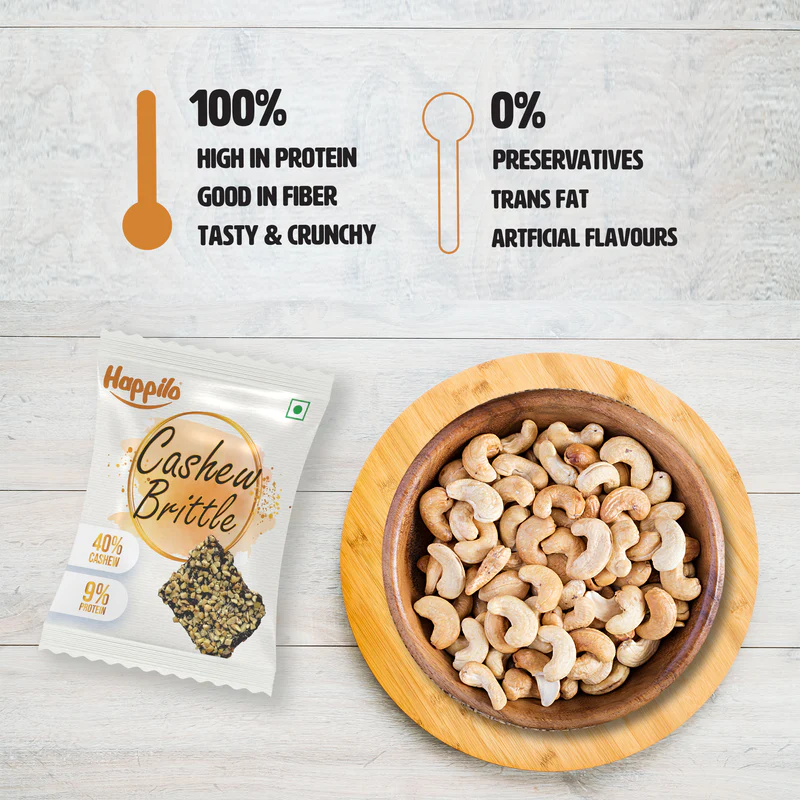 100%
HIGH IN PROTEIN
GOOD IN FIBER
TASTY & CRUNCHY
0%
PRESERVATIVES
TRANS FAT
ARTFICIAL FLAVOURS
Happilo
Cashew
Brittle
40%
CASHEW
9%
PROTEIN